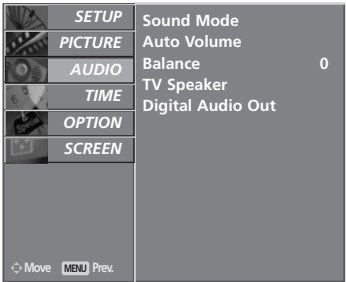 SETUP
PICTURE
AUDIO
TIME
OPTION
SCREEN
Sound Mode
Auto Volume
Balance 0
TV Speaker
Digital Audio Out
Move MENU Prev.